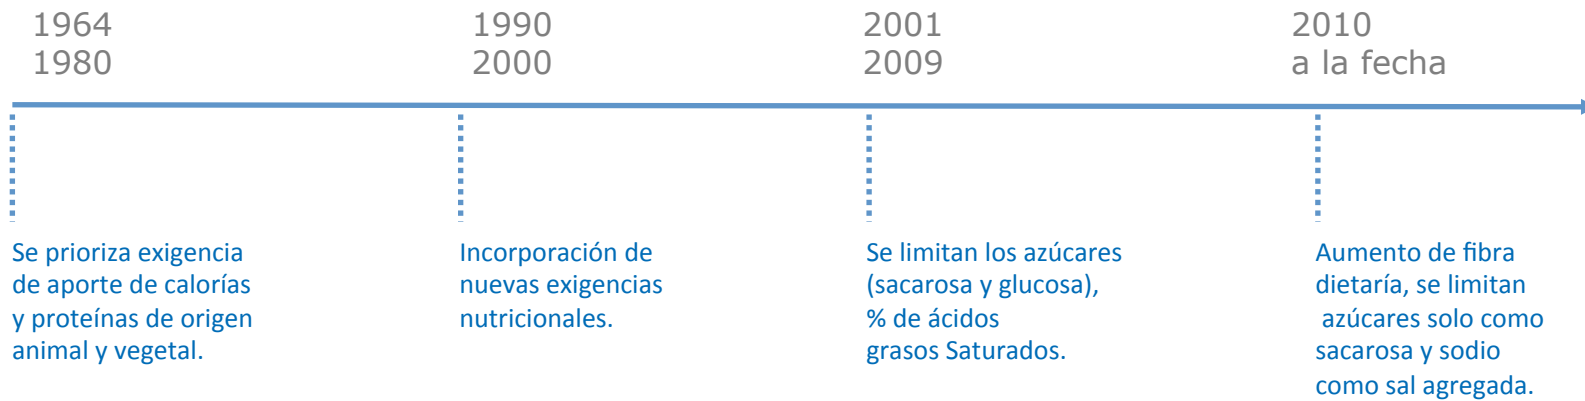 1964
1980
1990
2000
2001
2009
2010
a la fecha
Se prioriza exigencia
de aporte de calorías
y proteínas de origen
animal y vegetal.
Incorporación de
nuevas exigencias
nutricionales.
Se limitan los azúcares
(sacarosa y glucosa),
% de ácidos
grasos Saturados.
Aumento de fibra
dietaría, se limitan
azúcares solo como
sacarosa y sodio
como sal agregada.